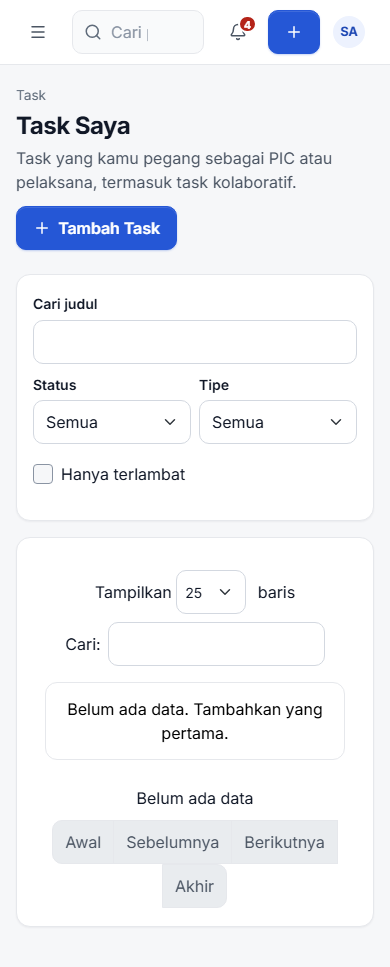 Cari
4
SA
Task
Task Saya
Task yang kamu pegang sebagai PIC atau
pelaksana, termasuk task kolaboratif.
Tambah Task
Cari judul
Status Tipe
Semua Semua
Hanya terlambat
Tampilkan 25 baris
Cari:
Belum ada data. Tambahkan yang
pertama.
Belum ada data
Awal Sebelumnya Berikutnya
Akhir